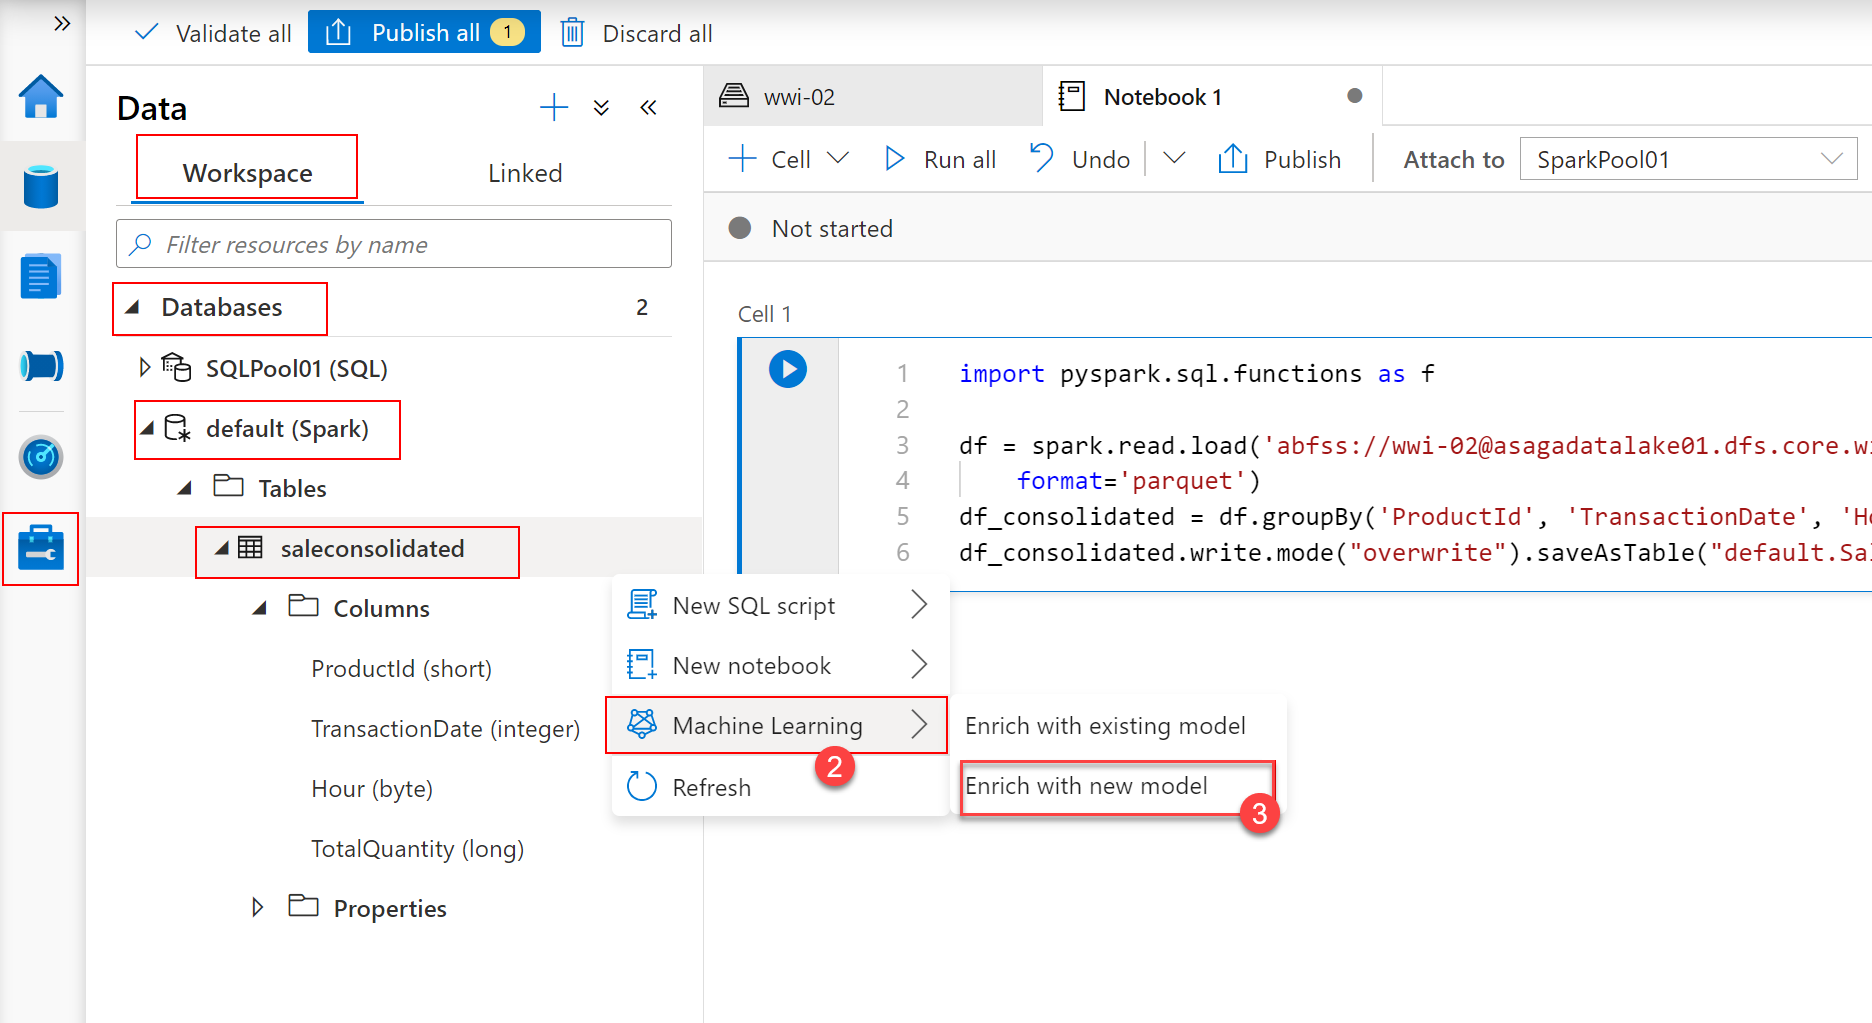 Validate all
Publish all 1
Discard all
Data
Workspace
Linked
Filter resources by name
Databases 2
SQLPool01 (SQL)
default (Spark)
Tables
saleconsolidated
Columns
ProductId (short)
TransactionDate (integer)
Hour (byte)
TotalQuantity (long)
Properties
wwi-02
Notebook 1
Cell
Run all
Undo
Publish
Attach to
SparkPool01
Not started
Cell 1
1 import pyspark.sql.functions as f
2
3 df = spark.read.load('abfss://wwi-02@asagadatalake01.dfs.core.wi
4 format='parquet')
5 df_consolidated = df.groupBy('ProductId', 'TransactionDate', 'Ho
6 df_consolidated.write.mode("overwrite").saveAsTable("default.Sal
New SQL script
New notebook
Machine Learning
2
Refresh
Enrich with existing model
Enrich with new model
3